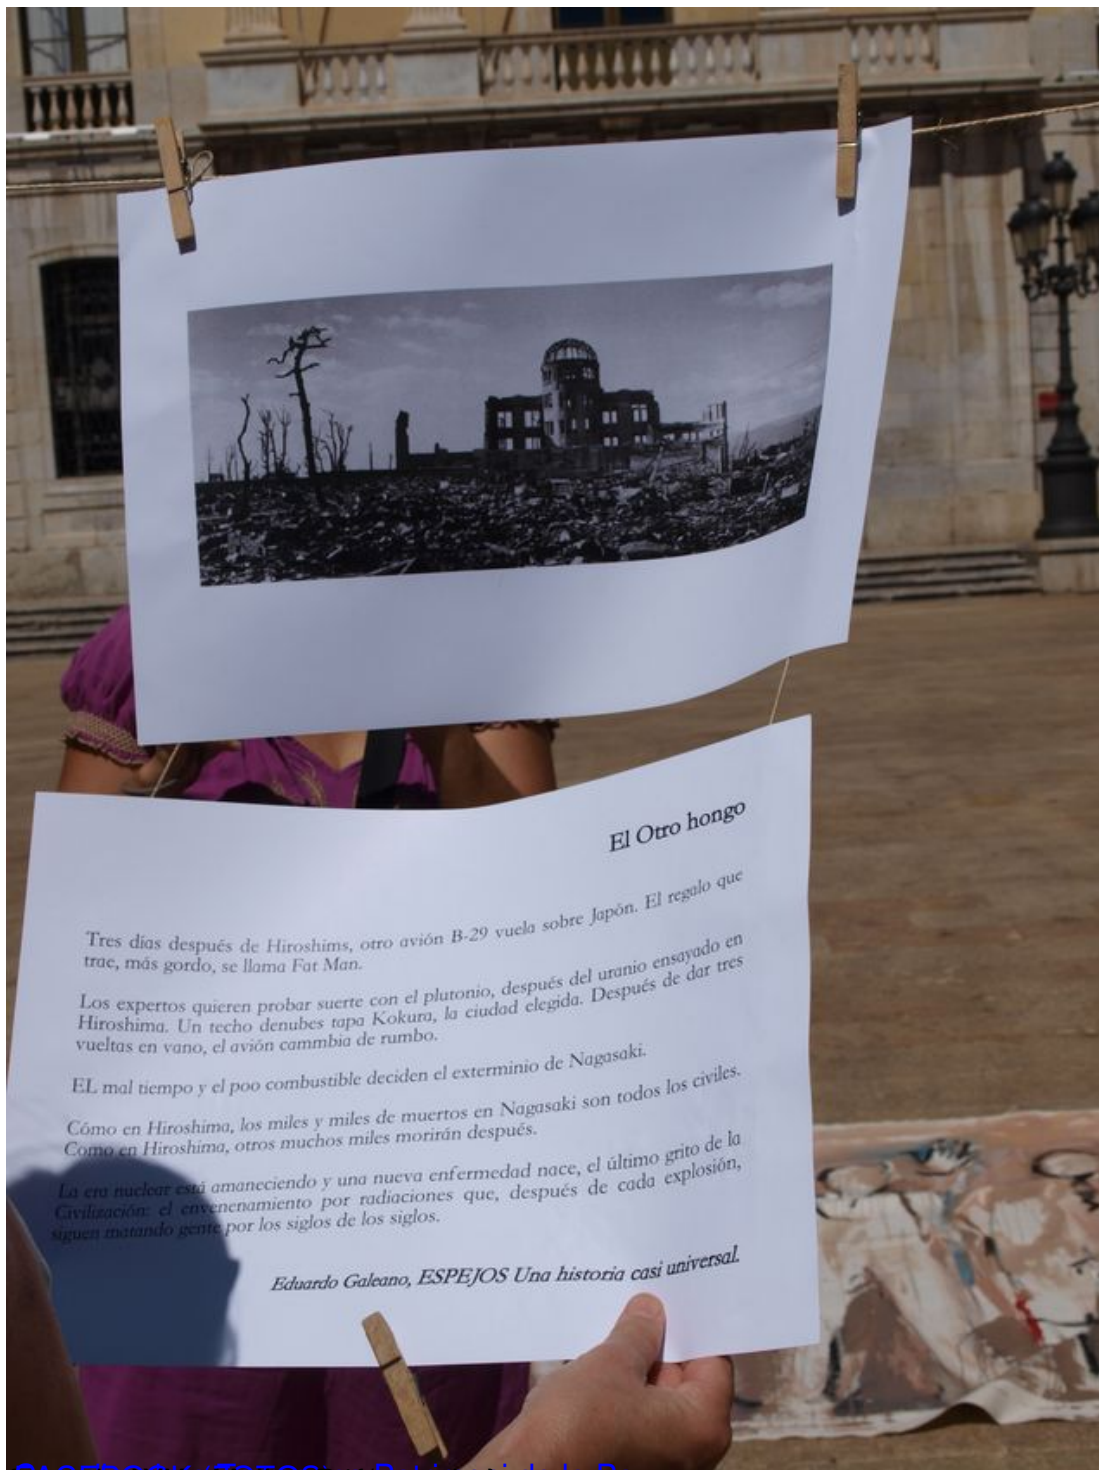 El Otro hongo
Tres días después de Hiroshims, otro avión B-29 vuela sobre Japón. El regalo que
trae, más gordo, se llama Fat Man.
Los expertos quieren probar suerte con el plutonio, después del uranio ensayado en
Hiroshima. Un techo denubes tapa Kokura, la ciudad elegida. Después de dar tres
vueltas en vano, el avión cammbia de rumbo.
EL mal tiempo y el poo combustible deciden el exterminio de Nagasaki.
Cómo en Hiroshima, los miles y miles de muertos en Nagasaki son todos los civiles.
Como en Hiroshima, otros muchos miles morirán después.
La era nuclear está amaneciendo y una nueva enfermedad nace, el último grito de la
Civilización: el envenenamiento por radiaciones que, después de cada explosión,
siguen matando gente por los siglos de los siglos.
Eduardo Galeano, ESPEJOS Una historia casi universal.